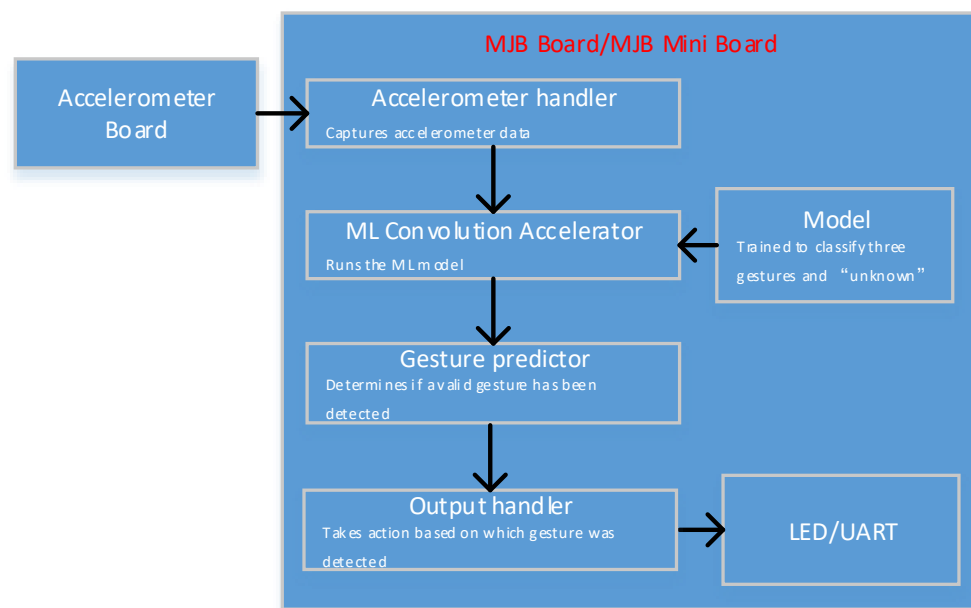 MJB Board/MJB Mini Board
Accelerometer
Board
Accelerometer handler
Captures accelerometer data
ML Convolution Accelerator
Runs the ML model
Model
Trained to classify three
gestures and “unknown”
Gesture predictor
Determines if a valid gesture has been
detected
Output handler
Takes action based on which gesture was
detected
LED/UART